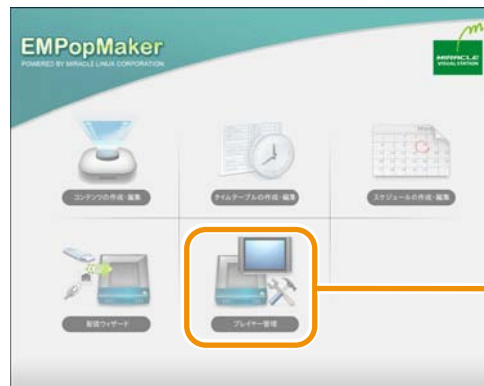 EMPopMaker
POWERED BY MIRACLE LINUX CORPORATION
MIRACLE
VISUAL STATION
コンテンツの作成・編集
タイムテーブルの作成・編集
スケジュールの作成・編集
配信ウィザード
プレイヤー管理